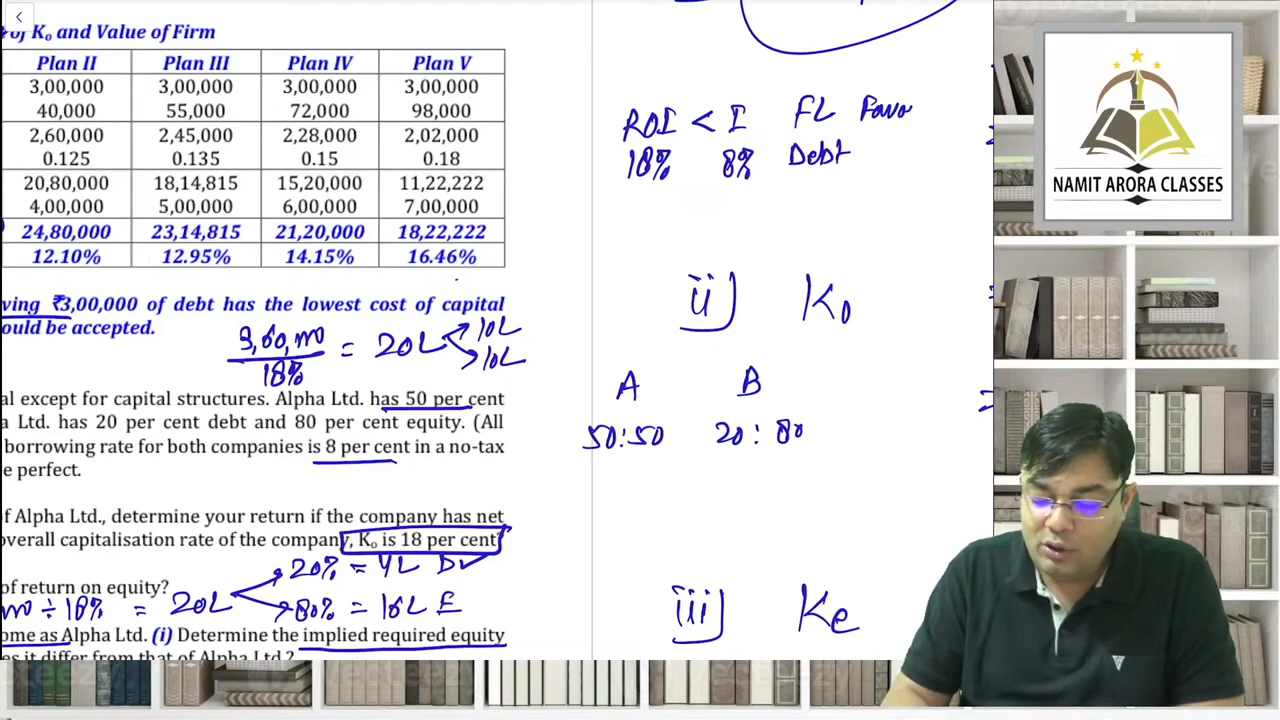 of K₀ and Value of Firm
Plan II Plan III Plan IV Plan V
3,00,000 3,00,000 3,00,000 3,00,000
40,000 55,000 72,000 98,000
2,60,000 2,45,000 2,28,000 2,02,000
0.125 0.135 0.15 0.18
20,80,000 18,14,815 15,20,000 11,22,222
4,00,000 5,00,000 6,00,000 7,00,000
24,80,000 23,14,815 21,20,000 18,22,222
12.10% 12.95% 14.15% 16.46%
ving ₹3,00,000 of debt has the lowest cost of capital
ould be accepted.
3,60,000 / 18% = 20L 10L 10L
al except for capital structures. Alpha Ltd. has 50 per cent
a Ltd. has 20 per cent debt and 80 per cent equity. (All
borrowing rate for both companies is 8 per cent in a no-tax
e perfect.
f Alpha Ltd., determine your return if the company has net
overall capitalisation rate of the company, K₀ is 18 per cent?
20% = 4L D
of return on equity?
÷ 18% = 20L 80% = 16L E
ome as Alpha Ltd. (i) Determine the implied required equity
es it differ from that of Alpha Ltd.?
ROI < I FL Favo
18% 8% Debt
ii) K₀
A B
50:50 20:80
iii) Ke
NAMIT ARORA CLASSES